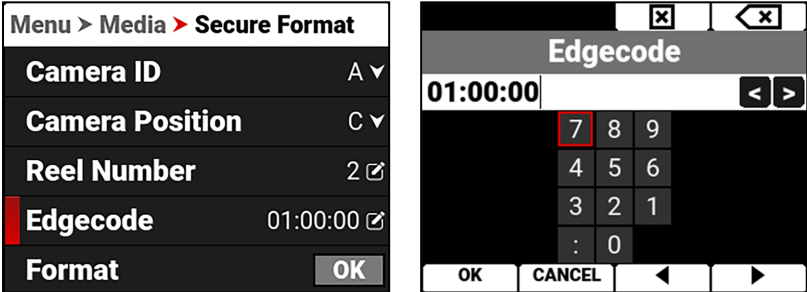 Menu > Media > Secure Format
Camera ID A
Camera Position C
Reel Number 2
Edgecode 01:00:00
Format OK
Edgecode
01:00:00 < >
7 8 9
4 5 6
3 2 1
: 0
OK CANCEL